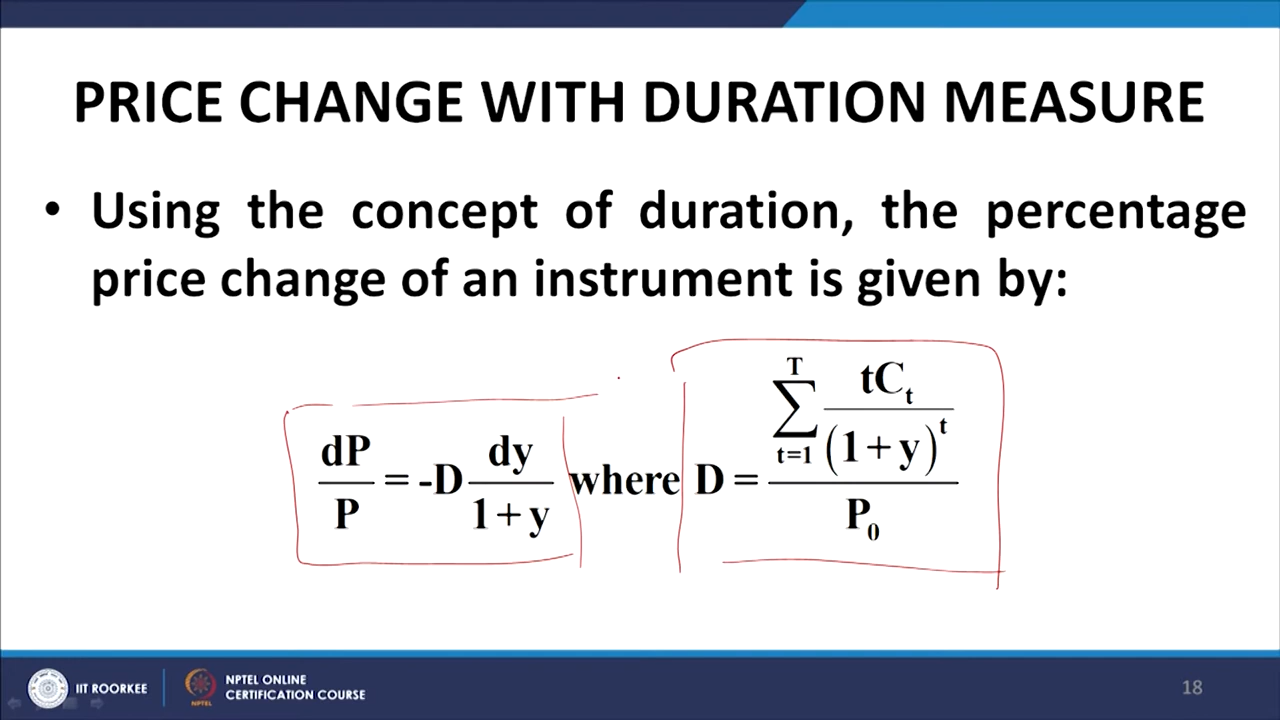 PRICE CHANGE WITH DURATION MEASURE
• Using the concept of duration, the percentage
price change of an instrument is given by:
dP/P = -D dy/(1+y) where D = (∑_{t=1}^{T} tC_t/(1+y)^t)/P_0
IIT ROORKEE
NPTEL
NPTEL ONLINE
CERTIFICATION COURSE
18